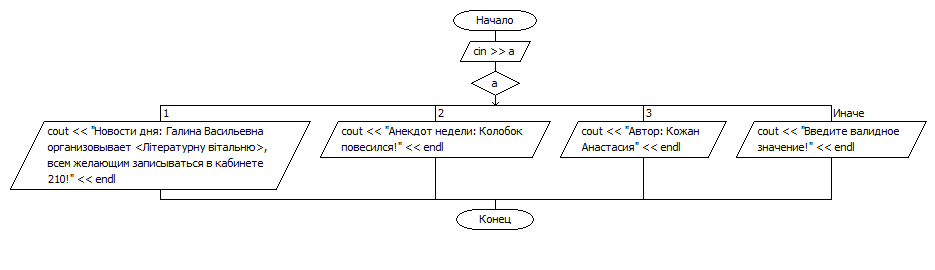 Начало
cin >> a
a
1
2
3
Иначе
cout << "Новости дня: Галина Васильевна
организовывает <Літературну вітальню>,
всем желающим записываться в кабинете
210!" << endl
cout << "Анекдот недели: Колобок
повесился!" << endl
cout << "Автор: Кожан
Анастасия" << endl
cout << "Введите валидное
значение!" << endl
Конец